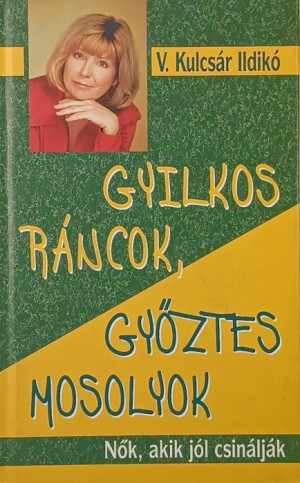 V. Kulcsár Ildikó
GYILKOS
RÁNCOK,
GYŐZTES
MOSOLYOK
Nők, akik jól csinálják